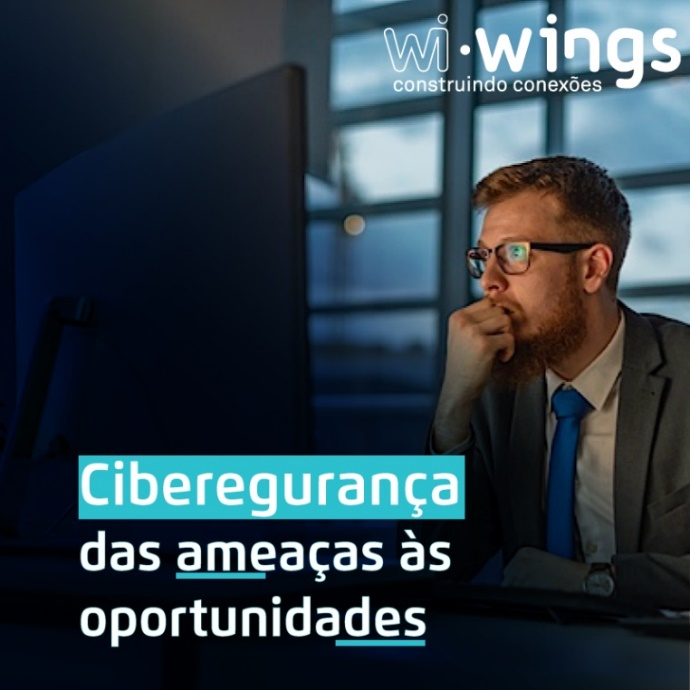 wi·wings
construindo conexões
Ciberegurança
das ameaças às
oportunidades